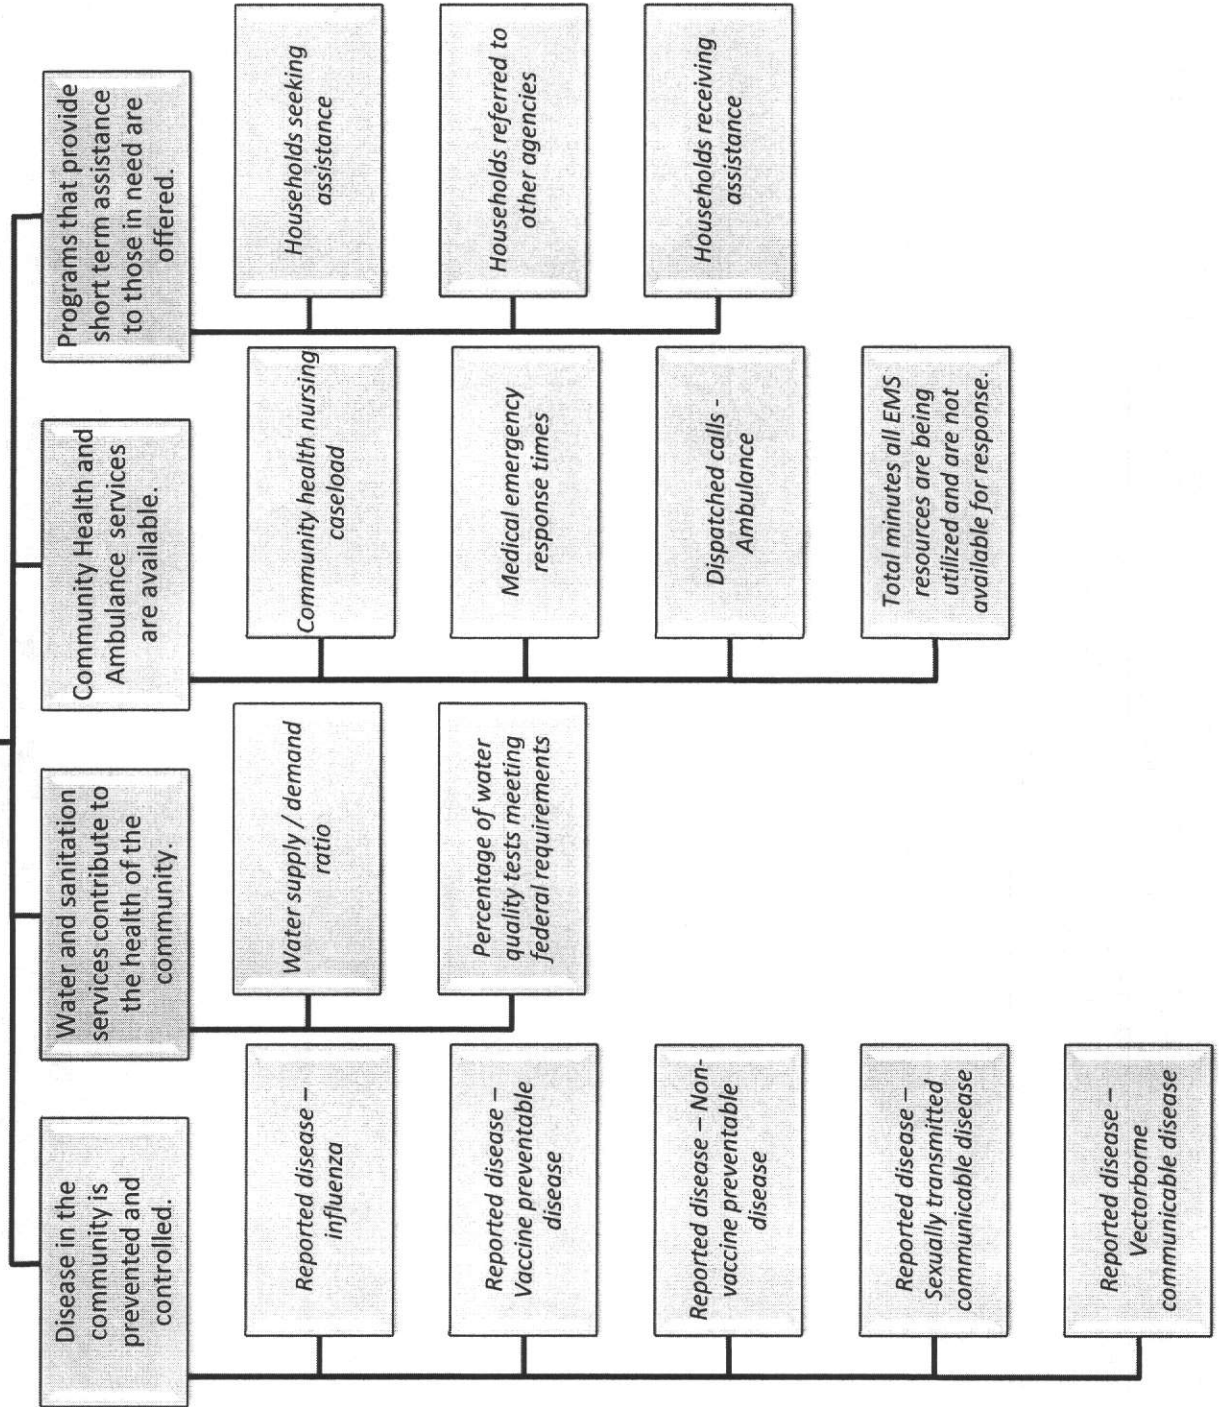 Disease in the
community is
prevented and
controlled.
Reported disease –
influenza
Reported disease –
Vaccine preventable
disease
Reported disease – Non-
vaccine preventable
disease
Reported disease –
Sexually transmitted
communicable disease
Reported disease –
Vectorborne
communicable disease
Water and sanitation
services contribute to
the health of the
community.
Water supply / demand
ratio
Percentage of water
quality tests meeting
federal requirements
Community Health and
Ambulance services
are available.
Community health nursing
caseload
Medical emergency
response times
Dispatched calls -
Ambulance
Total minutes all EMS
resources are being
utilized and are not
available for response.
Programs that provide
short term assistance
to those in need are
offered.
Households seeking
assistance
Households referred to
other agencies
Households receiving
assistance